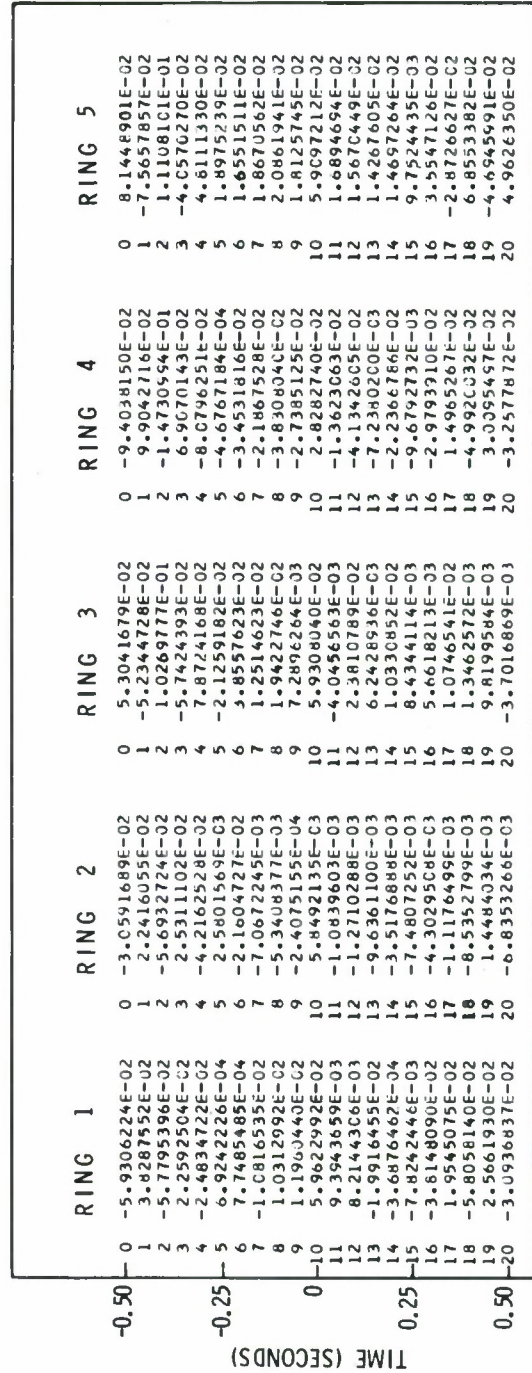 RING 1 RING 2 RING 3 RING 4 RING 5
-0.50 0 -5.9306224E-02 0 -3.0591689E-02 0 5.3041679E-02 0 -9.4038150E-02 0 8.1448901E-02
1 3.8287552E-02 1 2.2416055E-02 1 -5.2344728E-02 1 9.9042716E-02 1 -7.5657857E-02
2 -5.7795396E-02 2 -5.6932724E-02 2 1.0269777E-01 2 -1.4730994E-01 2 1.1108101E-01
3 2.2592504E-02 3 2.5311102E-02 3 -5.7424393E-02 3 6.9070143E-02 3 -4.0570270E-02
4 -2.4834722E-02 4 -4.2162528E-02 4 7.8724168E-02 4 -8.0796251E-02 4 4.6111330E-02
-0.25 5 6.9242226E-04 5 2.5801569E-03 5 -2.1259182E-02 5 -4.6767184E-04 5 1.8975239E-02
6 7.7485485E-04 6 -2.1604727E-02 6 3.8557623E-02 6 -3.4531816E-02 6 1.6551511E-02
7 -1.0816535E-02 7 -7.0672245E-03 7 1.2514623E-02 7 -2.1867528E-02 7 1.8670562E-02
8 1.0312992E-02 8 -5.3408377E-03 8 1.9422746E-02 8 -3.8308040E-02 8 2.0861941E-02
9 1.1960440E-02 9 -2.4075155E-04 9 7.2896264E-03 9 -2.7385125E-02 9 1.8125745E-02
0 10 5.9622992E-02 10 5.8492135E-03 10 5.9308040E-02 10 2.8282740E-02 10 5.9097212E-02
11 9.3943659E-03 11 -1.0839603E-03 11 -4.0456563E-03 11 -1.3623063E-02 11 1.6894694E-02
12 8.2144306E-03 12 -1.2710288E-03 12 2.3810789E-02 12 -4.1342605E-02 12 1.5670449E-02
13 -1.9916455E-02 13 -9.6361100E-03 13 6.2428936E-03 13 -7.2380200E-03 13 1.4267605E-02
14 -3.6876462E-04 14 -3.5176888E-03 14 1.0330852E-02 14 -2.2366786E-02 14 1.4697264E-02
0.25 15 -7.8242446E-03 15 -7.4807252E-03 15 8.4344114E-03 15 -9.6792732E-03 15 9.7524435E-03
16 -3.8148090E-02 16 -4.3029508E-03 16 5.6618213E-03 16 -2.9793910E-02 16 3.5547126E-02
17 1.9545075E-02 17 -1.1176499E-03 17 1.0746541E-02 17 1.4965267E-02 17 -2.8726627E-02
18 -5.8058140E-02 18 -8.5352799E-03 18 1.3462572E-03 18 -4.9920032E-02 18 6.8553382E-02
19 2.5661930E-02 19 1.4484034E-03 19 9.8199584E-03 19 3.0095497E-02 19 -4.6945991E-02
0.50 20 -3.0936837E-02 20 -6.8353266E-03 20 -3.7016869E-03 20 -3.2577872E-02 20 4.9626350E-02
TIME (SECONDS)